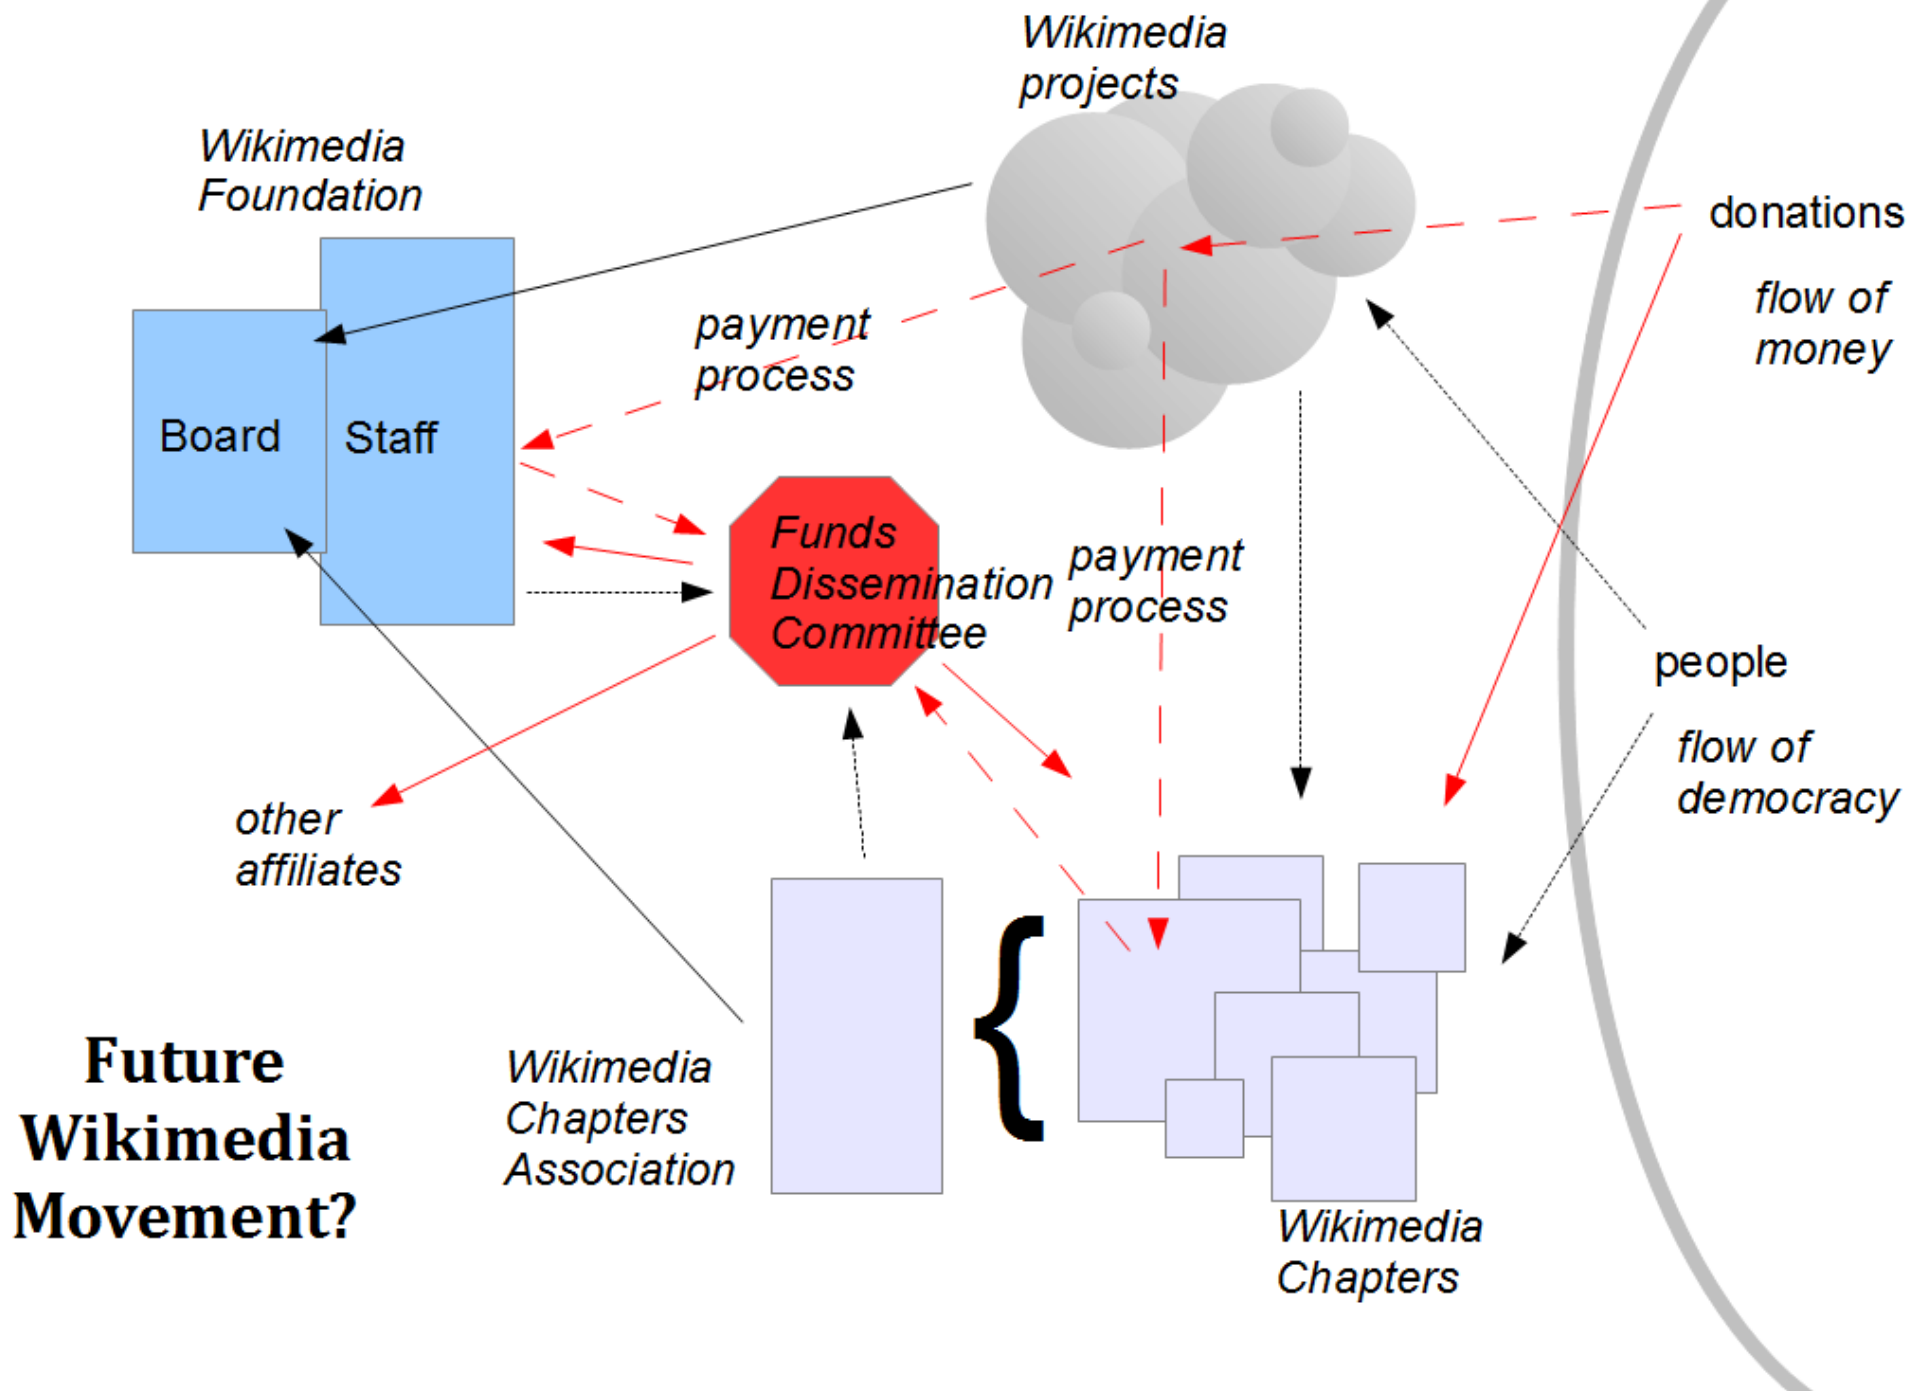 Wikimedia
projects
Wikimedia
Foundation
donations
flow of
money
payment
process
Board
Staff
Funds
Dissemination
Committee
payment
process
people
flow of
democracy
other
affiliates
Future
Wikimedia
Movement?
Wikimedia
Chapters
Association
{
Wikimedia
Chapters